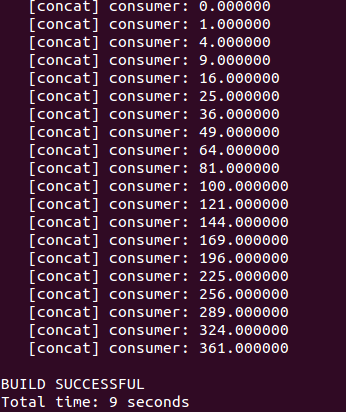 [concat] consumer: 0.000000
[concat] consumer: 1.000000
[concat] consumer: 4.000000
[concat] consumer: 9.000000
[concat] consumer: 16.000000
[concat] consumer: 25.000000
[concat] consumer: 36.000000
[concat] consumer: 49.000000
[concat] consumer: 64.000000
[concat] consumer: 81.000000
[concat] consumer: 100.000000
[concat] consumer: 121.000000
[concat] consumer: 144.000000
[concat] consumer: 169.000000
[concat] consumer: 196.000000
[concat] consumer: 225.000000
[concat] consumer: 256.000000
[concat] consumer: 289.000000
[concat] consumer: 324.000000
[concat] consumer: 361.000000
BUILD SUCCESSFUL
Total time: 9 seconds